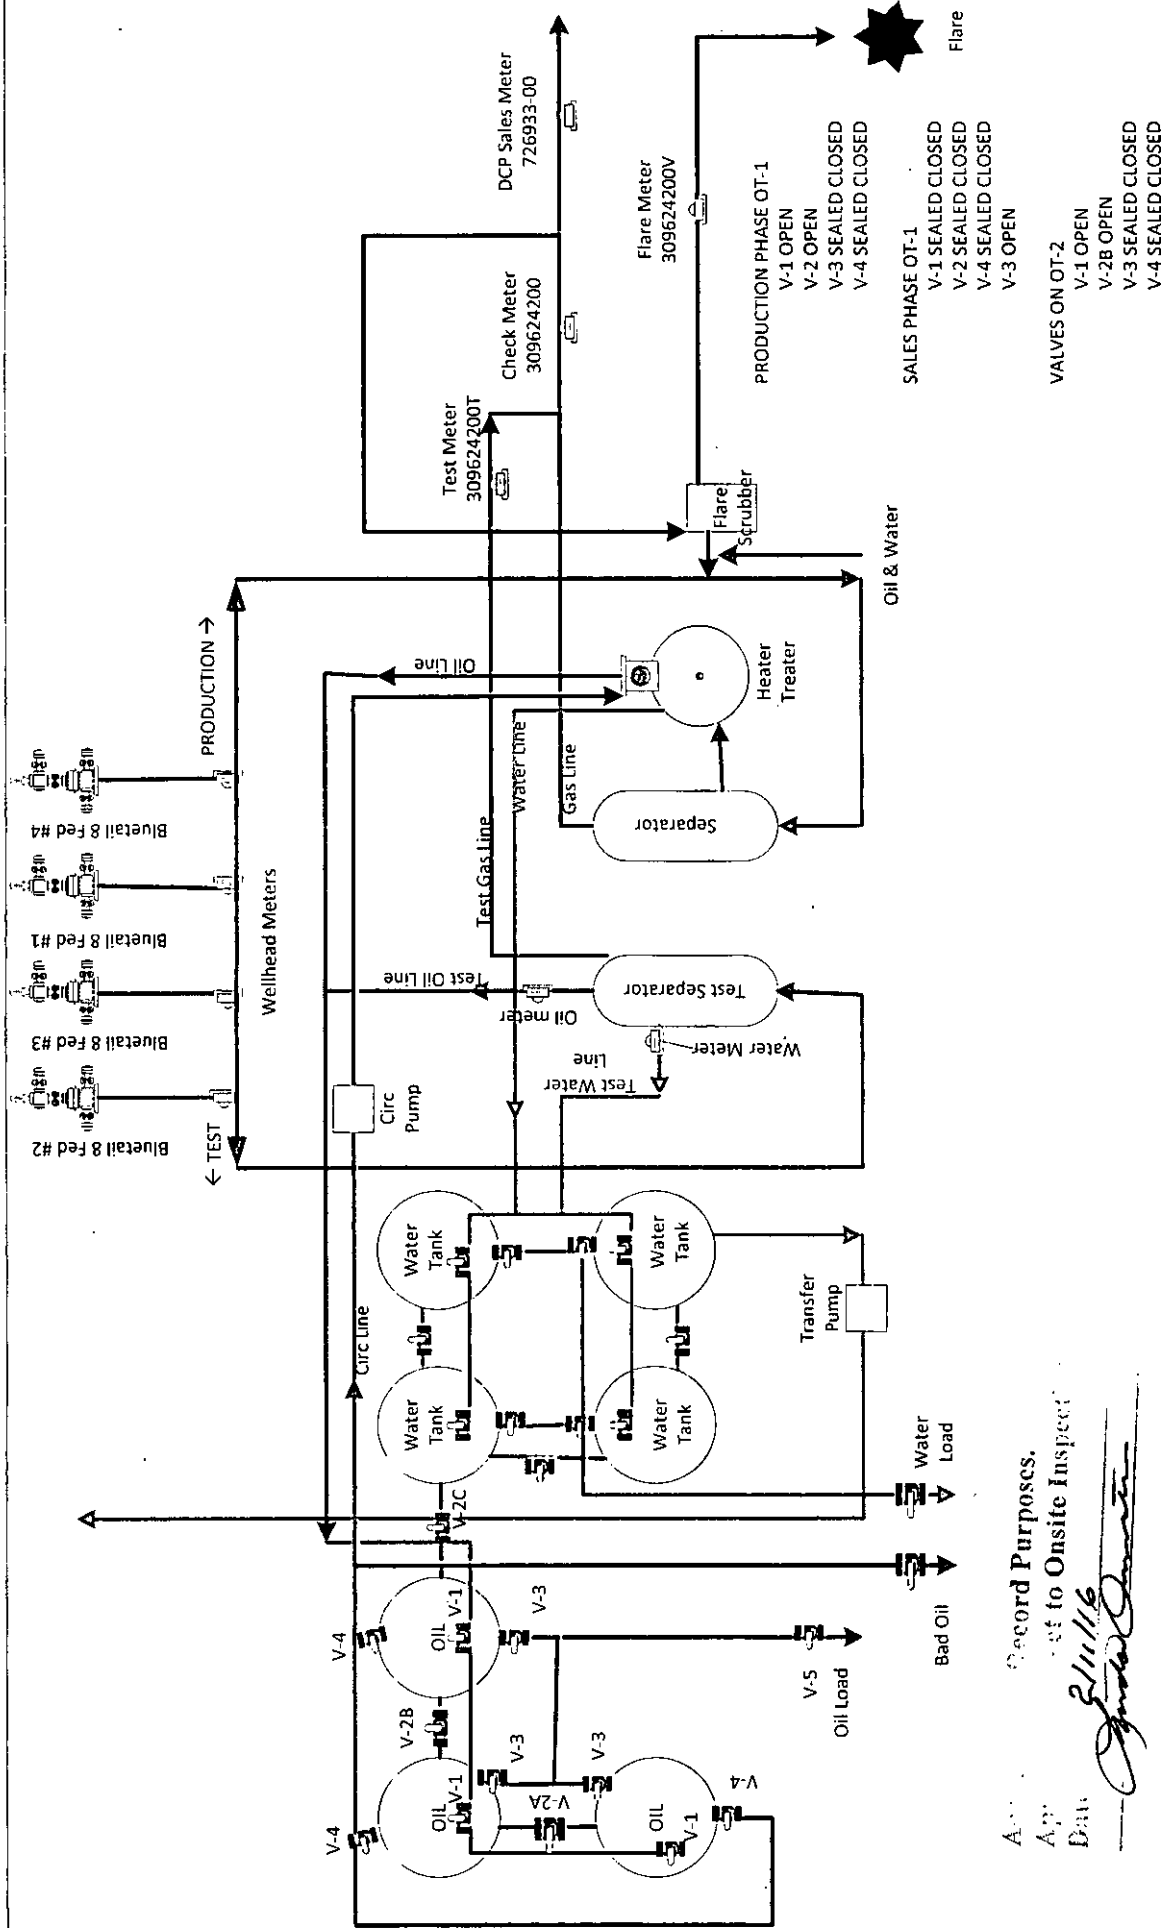 Bluetail 8 Fed #2
Bluetail 8 Fed #3
Bluetail 8 Fed #1
Bluetail 8 Fed #4
← TEST
Wellhead Meters
PRODUCTION →
DCP Sales Meter
726933-00
Check Meter
309624200
Test Meter
309624200T
Flare Meter
309624200V
Flare
Flare
Scrubber
Oil & Water
Oil Line
Water Line
Gas Line
Test Gas Line
Test Oil Line
Oil meter
Test Water
Line
Water Meter
Test Separator
Separator
Heater
Treater
Circ
Pump
Circ Line
Water
Tank
Water
Tank
Water
Tank
Water
Tank
Transfer
Pump
V-2C
V-4
V-4
V-4
V-1
V-1
V-1
OIL
OIL
OIL
V-3
V-3
V-3
V-2B
V-2A
V-5
Oil Load
Bad Oil
Water
Load
PRODUCTION PHASE OT-1
V-1 OPEN
V-2 OPEN
V-3 SEALED CLOSED
V-4 SEALED CLOSED
SALES PHASE OT-1
V-1 SEALED CLOSED
V-2 SEALED CLOSED
V-4 SEALED CLOSED
V-3 OPEN
VALVES ON OT-2
V-1 OPEN
V-2B OPEN
V-3 SEALED CLOSED
V-4 SEALED CLOSED
Record Purposes.
to Onsite Inspect
2/11/16